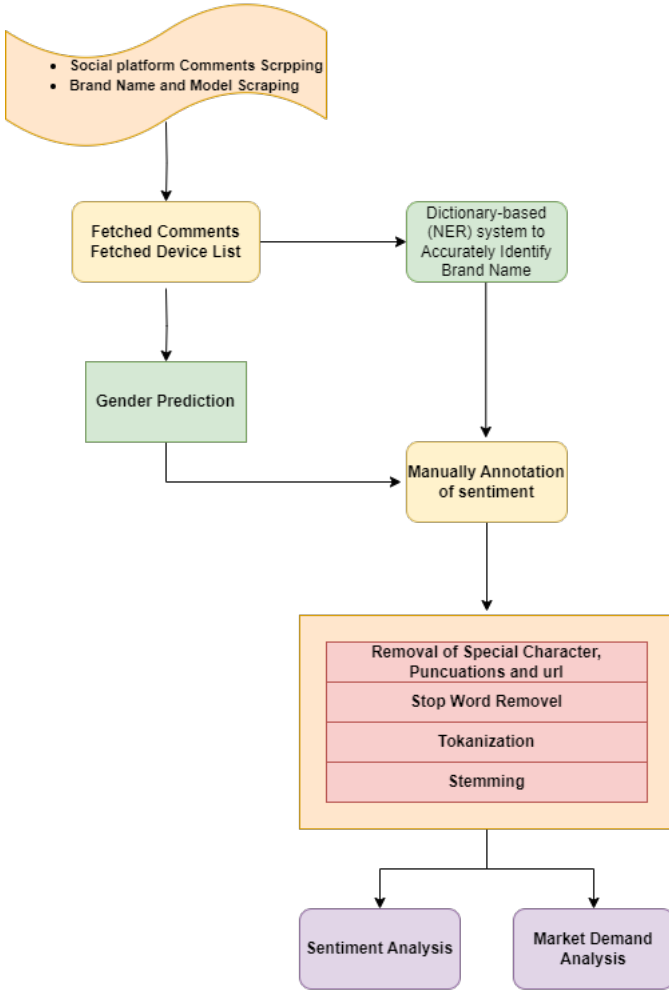 Social platform Comments Scrpping
Brand Name and Model Scraping
Fetched Comments
Fetched Device List
Dictionary-based
(NER) system to
Accurately Identify
Brand Name
Gender Prediction
Manually Annotation
of sentiment
Removal of Special Character,
Puncuations and url
Stop Word Removel
Tokanization
Stemming
Sentiment Analysis
Market Demand
Analysis